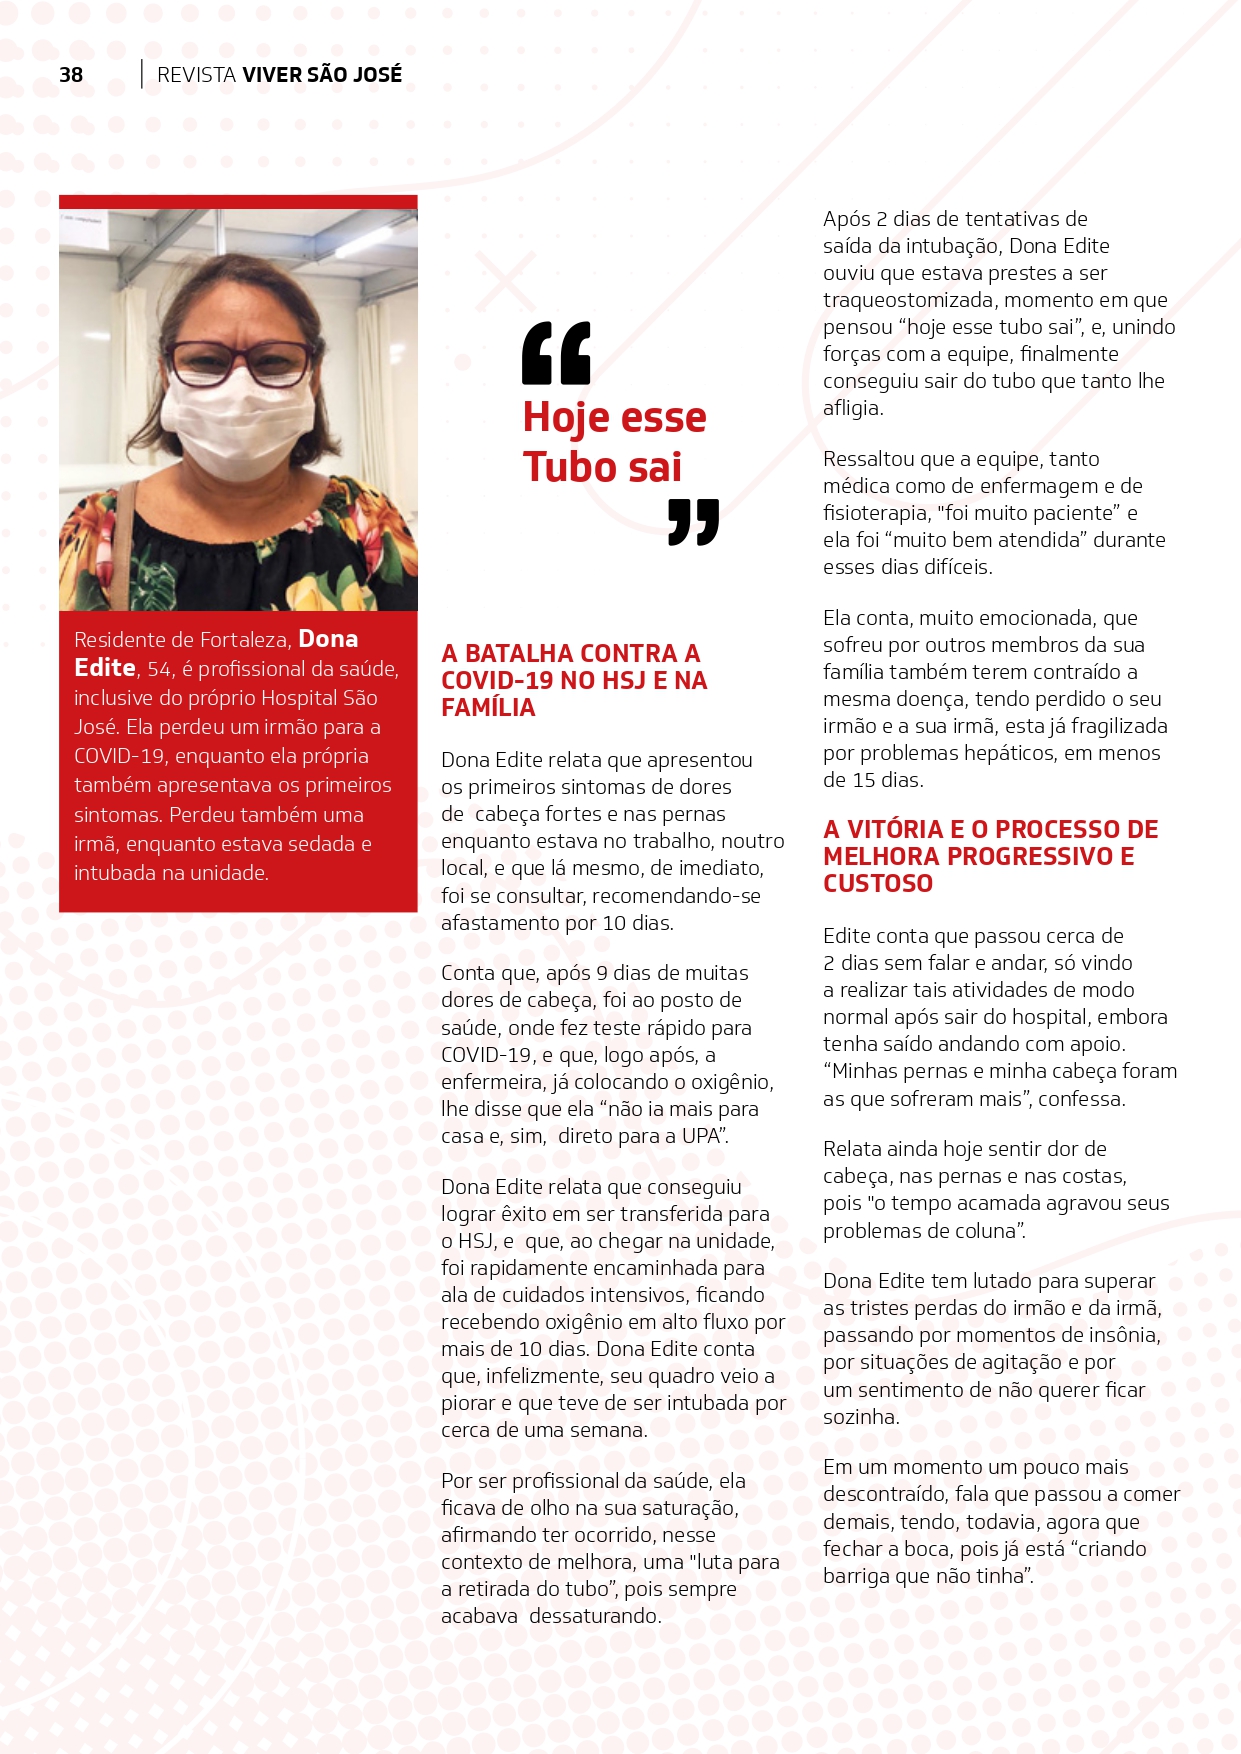 38
REVISTA VIVER SÃO JOSÉ
Residente de Fortaleza, Dona
Edite, 54, é profissional da saúde,
inclusive do próprio Hospital São
José. Ela perdeu um irmão para a
COVID-19, enquanto ela própria
também apresentava os primeiros
sintomas. Perdeu também uma
irmã, enquanto estava sedada e
intubada na unidade.
“
Hoje esse
Tubo sai
”
A BATALHA CONTRA A
COVID-19 NO HSJ E NA
FAMÍLIA
Dona Edite relata que apresentou
os primeiros sintomas de dores
de  cabeça fortes e nas pernas
enquanto estava no trabalho, noutro
local, e que lá mesmo, de imediato,
foi se consultar, recomendando-se
afastamento por 10 dias.
Conta que, após 9 dias de muitas
dores de cabeça, foi ao posto de
saúde, onde fez teste rápido para
COVID-19, e que, logo após, a
enfermeira, já colocando o oxigênio,
lhe disse que ela “não ia mais para
casa e, sim,  direto para a UPA”.
Dona Edite relata que conseguiu
lograr êxito em ser transferida para
o HSJ, e  que, ao chegar na unidade,
foi rapidamente encaminhada para
ala de cuidados intensivos, ficando
recebendo oxigênio em alto fluxo por
mais de 10 dias. Dona Edite conta
que, infelizmente, seu quadro veio a
piorar e que teve de ser intubada por
cerca de uma semana.
Por ser profissional da saúde, ela
ficava de olho na sua saturação,
afirmando ter ocorrido, nesse
contexto de melhora, uma "luta para
a retirada do tubo”, pois sempre
acabava  dessaturando.
Após 2 dias de tentativas de
saída da intubação, Dona Edite
ouviu que estava prestes a ser
traqueostomizada, momento em que
pensou “hoje esse tubo sai”, e, unindo
forças com a equipe, finalmente
conseguiu sair do tubo que tanto lhe
afligia.
Ressaltou que a equipe, tanto
médica como de enfermagem e de
fisioterapia, "foi muito paciente” e
ela foi “muito bem atendida” durante
esses dias difíceis.
Ela conta, muito emocionada, que
sofreu por outros membros da sua
família também terem contraído a
mesma doença, tendo perdido o seu
irmão e a sua irmã, esta já fragilizada
por problemas hepáticos, em menos
de 15 dias.
A VITÓRIA E O PROCESSO DE
MELHORA PROGRESSIVO E
CUSTOSO
Edite conta que passou cerca de
2 dias sem falar e andar, só vindo
a realizar tais atividades de modo
normal após sair do hospital, embora
tenha saído andando com apoio.
“Minhas pernas e minha cabeça foram
as que sofreram mais”, confessa.
Relata ainda hoje sentir dor de
cabeça, nas pernas e nas costas,
pois "o tempo acamada agravou seus
problemas de coluna”.
Dona Edite tem lutado para superar
as tristes perdas do irmão e da irmã,
passando por momentos de insônia,
por situações de agitação e por
um sentimento de não querer ficar
sozinha.
Em um momento um pouco mais
descontraído, fala que passou a comer
demais, tendo, todavia, agora que
fechar a boca, pois já está “criando
barriga que não tinha”.